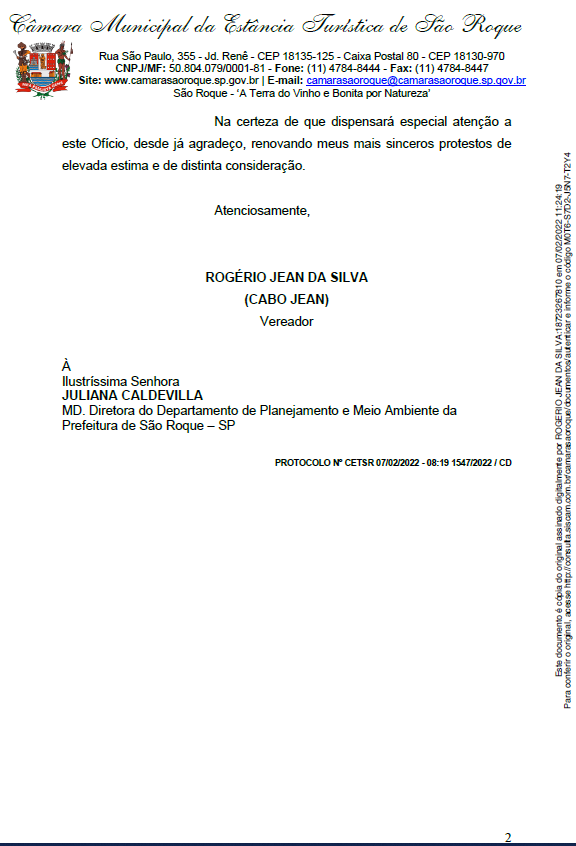 Câmara Municipal da Estância Turística de São Roque
Rua São Paulo, 355 - Jd. Renê - CEP 18135-125 - Caixa Postal 80 - CEP 18130-970
CNPJ/MF: 50.804.079/0001-81 - Fone: (11) 4784-8444 - Fax: (11) 4784-8447
Site: www.camarasaoroque.sp.gov.br | E-mail: camarasaoroque@camarasaoroque.sp.gov.br
São Roque - 'A Terra do Vinho e Bonita por Natureza'
Na certeza de que dispensará especial atenção a
este Ofício, desde já agradeço, renovando meus mais sinceros protestos de
elevada estima e de distinta consideração.
Atenciosamente,
ROGÉRIO JEAN DA SILVA
(CABO JEAN)
Vereador
À
Ilustríssima Senhora
JULIANA CALDEVILLA
MD. Diretora do Departamento de Planejamento e Meio Ambiente da
Prefeitura de São Roque – SP
PROTOCOLO Nº CETSR 07/02/2022 - 08:19 1547/2022 / CD
Este documento é cópia do original assinado digitalmente por ROGERIO JEAN DA SILVA:18723267810 em 07/02/2022 11:24:19
Para conferir o original, acesse http://consulta.siscam.com.br/camarasaoroque/documentos/autenticar e informe o código M0T6-S7D2-J5N7-T2Y4
2